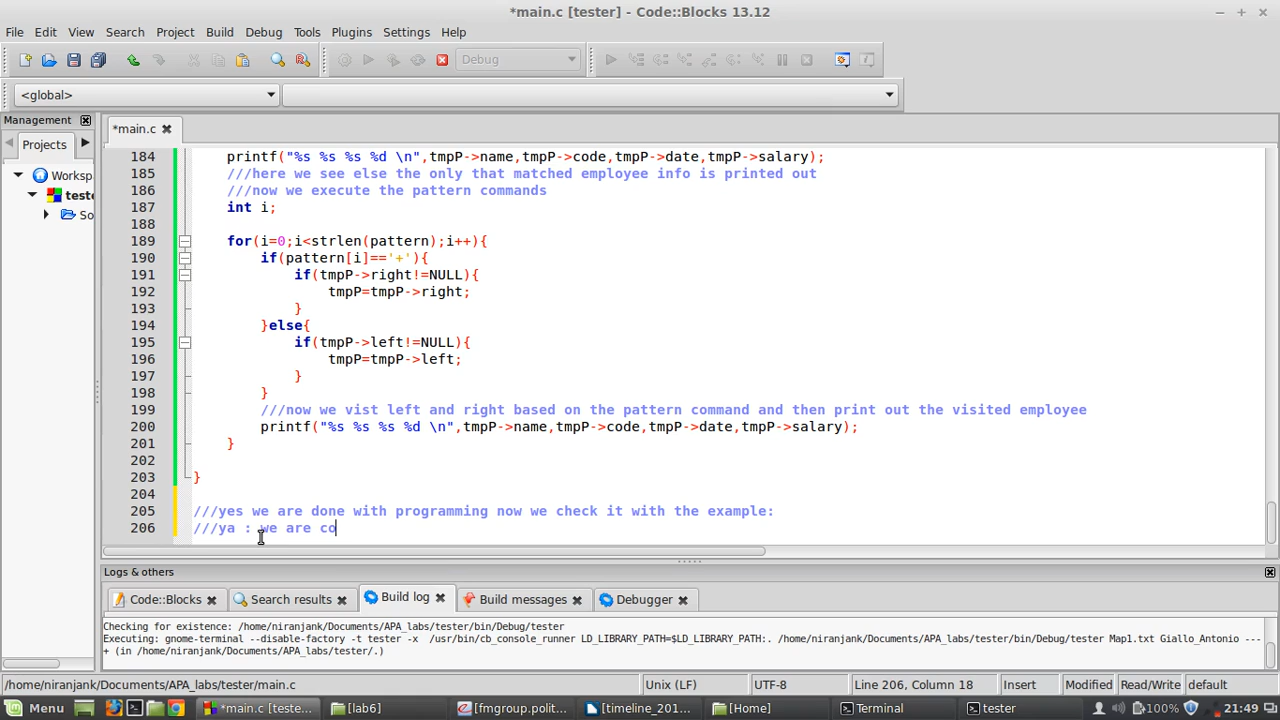 *main.c [tester] - Code::Blocks 13.12
File Edit View Search Project Build Debug Tools Plugins Settings Help
Debug
<global>
Management
*main.c
Projects
Worksp
teste
So
184 printf("%s %s %s %d \n",tmpP->name,tmpP->code,tmpP->date,tmpP->salary);
185 ///here we see else the only that matched employee info is printed out
186 ///now we execute the pattern commands
187 int i;
188
189 for(i=0;i<strlen(pattern);i++){
190 if(pattern[i]=='+'){
191 if(tmpP->right!=NULL){
192 tmpP=tmpP->right;
193 }
194 }else{
195 if(tmpP->left!=NULL){
196 tmpP=tmpP->left;
197 }
198 }
199 ///now we vist left and right based on the pattern command and then print out the visited employee
200 printf("%s %s %s %d \n",tmpP->name,tmpP->code,tmpP->date,tmpP->salary);
201 }
202
203 }
204
205 ///yes we are done with programming now we check it with the example:
206 ///ya : we are co
Logs & others
Code::Blocks Search results Build log Build messages Debugger
Checking for existence: /home/niranjank/Documents/APA_labs/tester/bin/Debug/tester
Executing: gnome-terminal --disable-factory -t tester -x /usr/bin/cb_console_runner LD_LIBRARY_PATH=$LD_LIBRARY_PATH:. /home/niranjank/Documents/APA_labs/tester/bin/Debug/tester Map1.txt Giallo_Antonio ---
+ (in /home/niranjank/Documents/APA_labs/tester/.)
/home/niranjank/Documents/APA_labs/tester/main.c Unix (LF) UTF-8 Line 206, Column 18 Insert Modified Read/Write default
Menu *main.c [teste... [lab6] [fmgroup.polit... [timeline_201... [Home] Terminal tester 100% 21:49